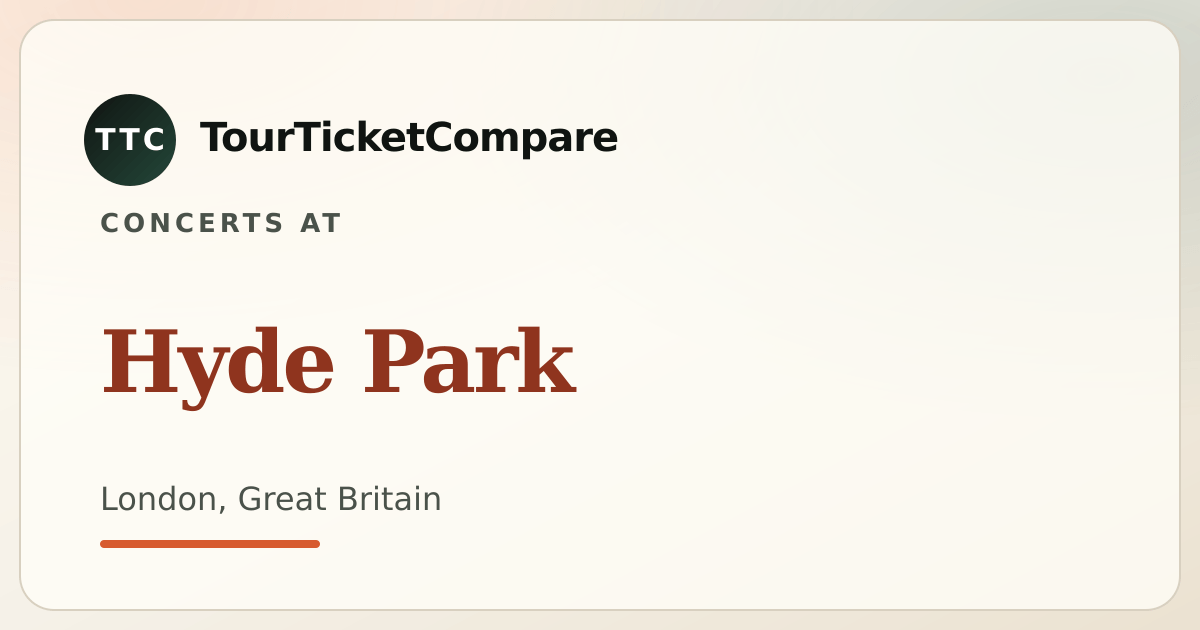 TTC TourTicketCompare
CONCERTS AT
Hyde Park
London, Great Britain